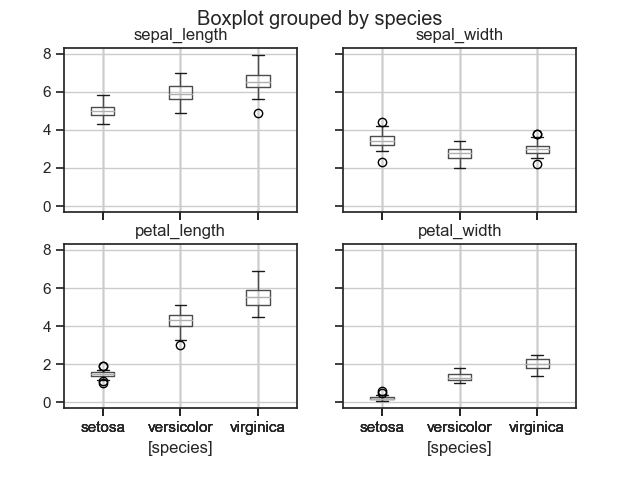 Boxplot grouped by species
sepal_length
sepal_width
8
6
4
2
0
petal_length
petal_width
8
6
4
2
0
setosa versicolor virginica
setosa versicolor virginica
[species]
[species]